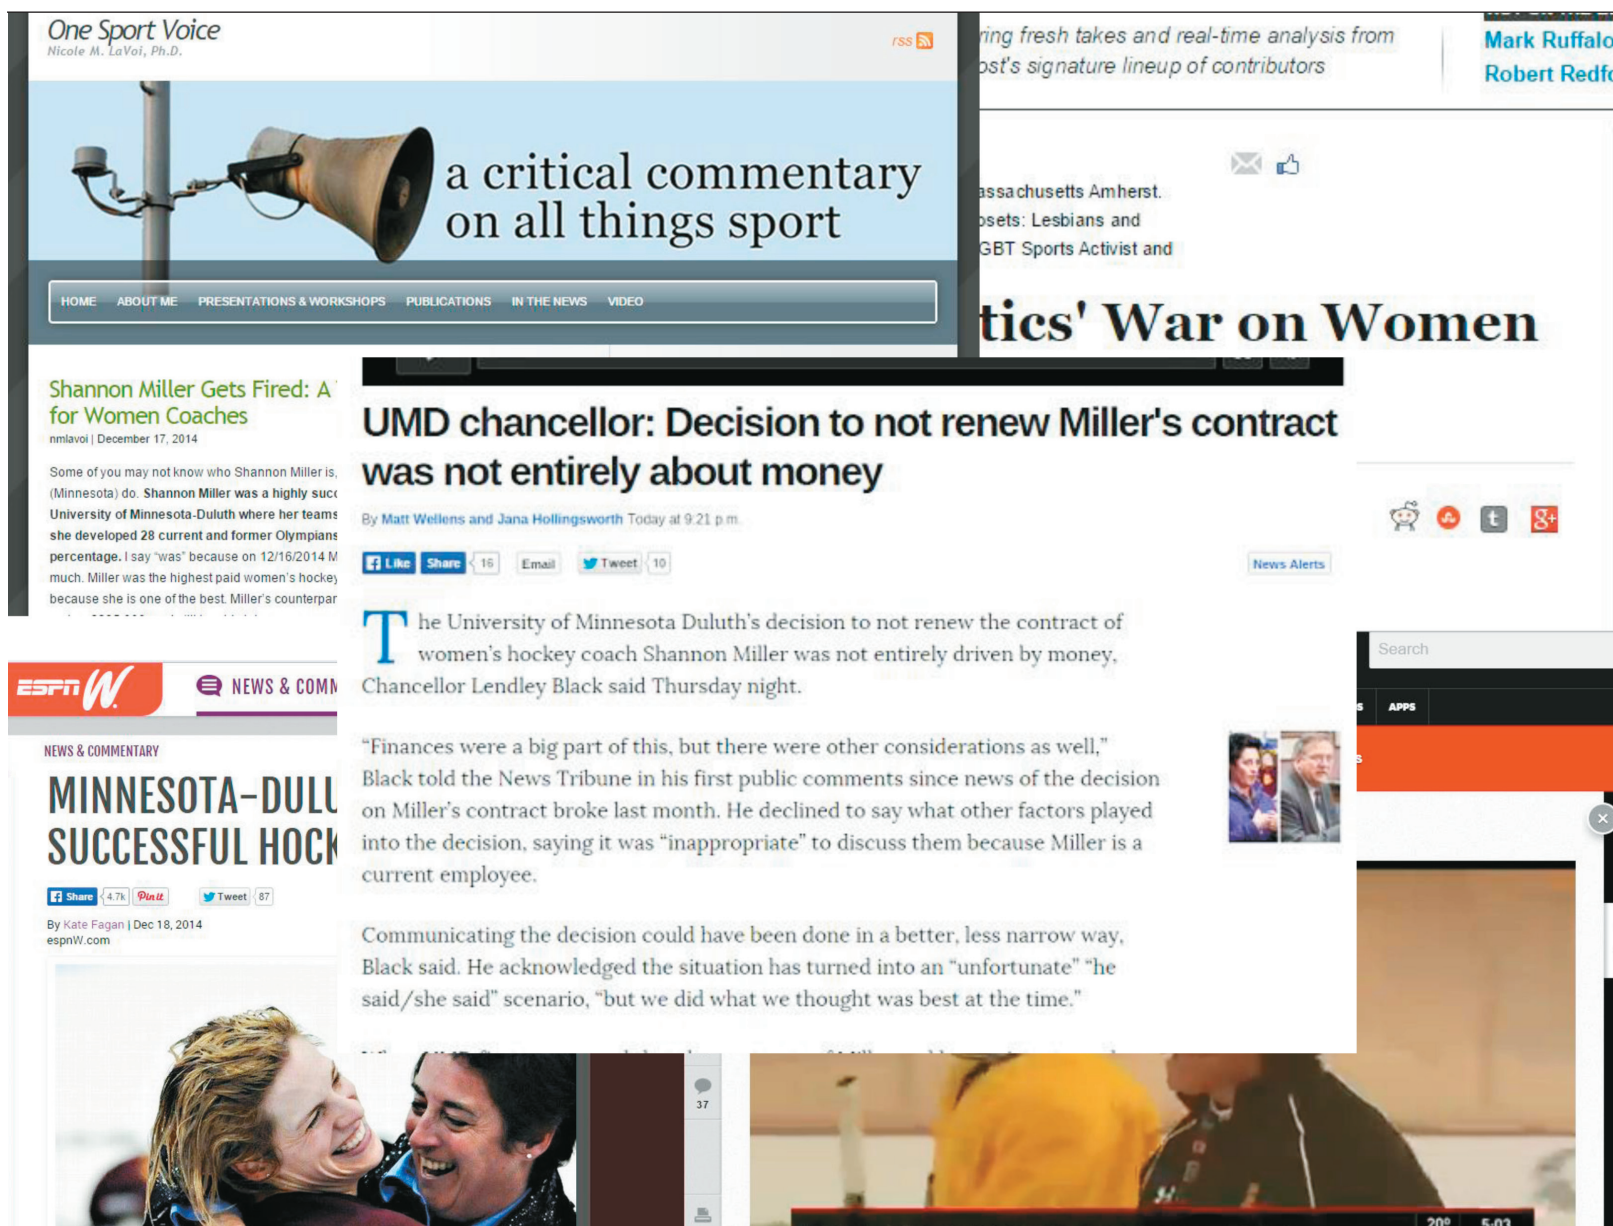 One Sport Voice
Nicole M. LaVoi, Ph.D.
rss
a critical commentary
on all things sport
HOME ABOUT ME PRESENTATIONS & WORKSHOPS PUBLICATIONS IN THE NEWS VIDEO
Shannon Miller Gets Fired: A
for Women Coaches
nmlavoi | December 17, 2014
Some of you may not know who Shannon Miller is,
(Minnesota) do. Shannon Miller was a highly succ
University of Minnesota-Duluth where her teams
she developed 28 current and former Olympians
percentage. I say "was" because on 12/16/2014 M
much. Miller was the highest paid women's hockey
because she is one of the best. Miller's counterpar
ring fresh takes and real-time analysis from
ost's signature lineup of contributors
Mark Ruffalo
Robert Redfo
assachusetts Amherst.
osets: Lesbians and
GBT Sports Activist and
tics' War on Women
UMD chancellor: Decision to not renew Miller's contract
was not entirely about money
By Matt Wellens and Jana Hollingsworth Today at 9:21 p.m.
Like Share 16 Email Tweet 10
News Alerts
The University of Minnesota Duluth's decision to not renew the contract of
women's hockey coach Shannon Miller was not entirely driven by money,
Chancellor Lendley Black said Thursday night.
“Finances were a big part of this, but there were other considerations as well,”
Black told the News Tribune in his first public comments since news of the decision
on Miller's contract broke last month. He declined to say what other factors played
into the decision, saying it was “inappropriate” to discuss them because Miller is a
current employee.
Communicating the decision could have been done in a better, less narrow way,
Black said. He acknowledged the situation has turned into an “unfortunate” “he
said/she said” scenario, “but we did what we thought was best at the time.”
t
g+
Search
S APPS
S
ESPN W
NEWS & COMM
NEWS & COMMENTARY
MINNESOTA-DULU
SUCCESSFUL HOCK
Share 4.7k Pin it Tweet 87
By Kate Fagan | Dec 18, 2014
espnW.com
37
20° 5:03